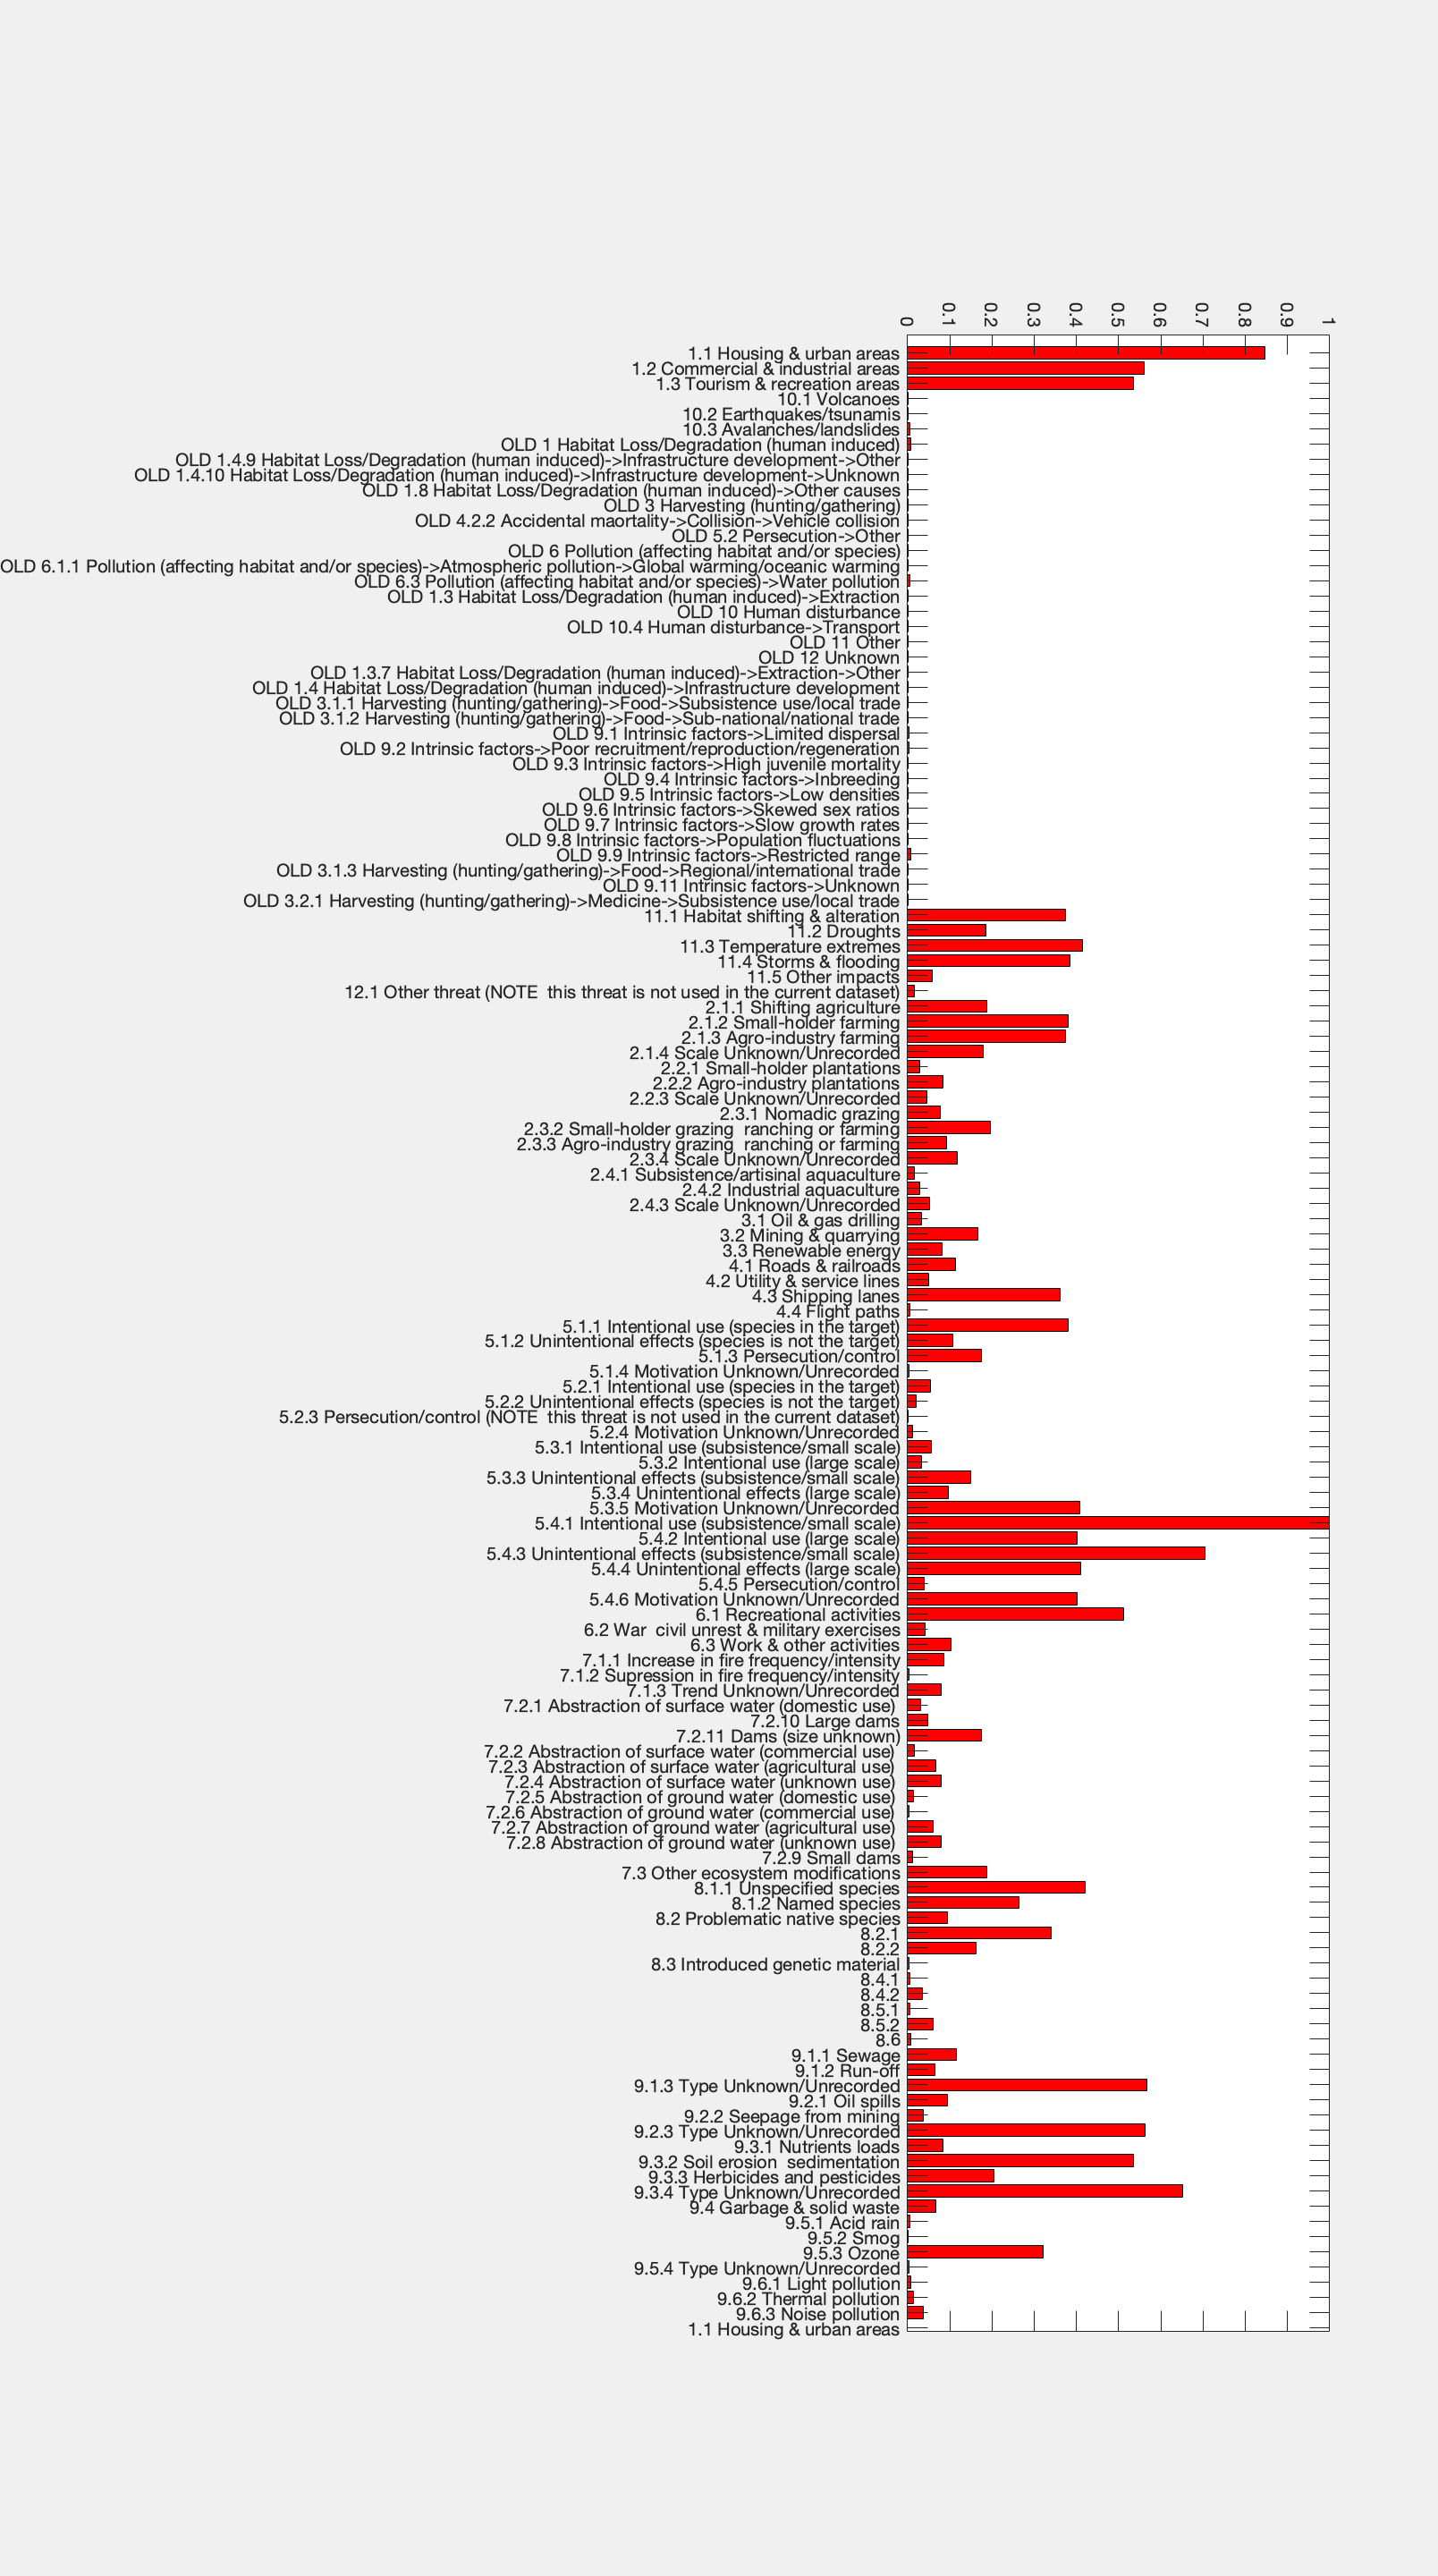 0
0.1
0.2
0.3
0.4
0.5
0.6
0.7
0.8
0.9
1
1.1 Housing & urban areas
1.2 Commercial & industrial areas
1.3 Tourism & recreation areas
10.1 Volcanoes
10.2 Earthquakes/tsunamis
10.3 Avalanches/landslides
OLD 1 Habitat Loss/Degradation (human induced)
OLD 1.4.9 Habitat Loss/Degradation (human induced)->Infrastructure development->Other
OLD 1.4.10 Habitat Loss/Degradation (human induced)->Infrastructure development->Unknown
OLD 1.8 Habitat Loss/Degradation (human induced)->Other causes
OLD 3 Harvesting (hunting/gathering)
OLD 4.2.2 Accidental maortality->Collision->Vehicle collision
OLD 5.2 Persecution->Other
OLD 6 Pollution (affecting habitat and/or species)
OLD 6.1.1 Pollution (affecting habitat and/or species)->Atmospheric pollution->Global warming/oceanic warming
OLD 6.3 Pollution (affecting habitat and/or species)->Water pollution
OLD 1.3 Habitat Loss/Degradation (human induced)->Extraction
OLD 10 Human disturbance
OLD 10.4 Human disturbance->Transport
OLD 11 Other
OLD 12 Unknown
OLD 1.3.7 Habitat Loss/Degradation (human induced)->Extraction->Other
OLD 1.4 Habitat Loss/Degradation (human induced)->Infrastructure development
OLD 3.1.1 Harvesting (hunting/gathering)->Food->Subsistence use/local trade
OLD 3.1.2 Harvesting (hunting/gathering)->Food->Sub-national/national trade
OLD 9.1 Intrinsic factors->Limited dispersal
OLD 9.2 Intrinsic factors->Poor recruitment/reproduction/regeneration
OLD 9.3 Intrinsic factors->High juvenile mortality
OLD 9.4 Intrinsic factors->Inbreeding
OLD 9.5 Intrinsic factors->Low densities
OLD 9.6 Intrinsic factors->Skewed sex ratios
OLD 9.7 Intrinsic factors->Slow growth rates
OLD 9.8 Intrinsic factors->Population fluctuations
OLD 9.9 Intrinsic factors->Restricted range
OLD 3.1.3 Harvesting (hunting/gathering)->Food->Regional/international trade
OLD 9.11 Intrinsic factors->Unknown
OLD 3.2.1 Harvesting (hunting/gathering)->Medicine->Subsistence use/local trade
11.1 Habitat shifting & alteration
11.2 Droughts
11.3 Temperature extremes
11.4 Storms & flooding
11.5 Other impacts
12.1 Other threat (NOTE  this threat is not used in the current dataset)
2.1.1 Shifting agriculture
2.1.2 Small-holder farming
2.1.3 Agro-industry farming
2.1.4 Scale Unknown/Unrecorded
2.2.1 Small-holder plantations
2.2.2 Agro-industry plantations
2.2.3 Scale Unknown/Unrecorded
2.3.1 Nomadic grazing
2.3.2 Small-holder grazing  ranching or farming
2.3.3 Agro-industry grazing  ranching or farming
2.3.4 Scale Unknown/Unrecorded
2.4.1 Subsistence/artisinal aquaculture
2.4.2 Industrial aquaculture
2.4.3 Scale Unknown/Unrecorded
3.1 Oil & gas drilling
3.2 Mining & quarrying
3.3 Renewable energy
4.1 Roads & railroads
4.2 Utility & service lines
4.3 Shipping lanes
4.4 Flight paths
5.1.1 Intentional use (species in the target)
5.1.2 Unintentional effects (species is not the target)
5.1.3 Persecution/control
5.1.4 Motivation Unknown/Unrecorded
5.2.1 Intentional use (species in the target)
5.2.2 Unintentional effects (species is not the target)
5.2.3 Persecution/control (NOTE  this threat is not used in the current dataset)
5.2.4 Motivation Unknown/Unrecorded
5.3.1 Intentional use (subsistence/small scale)
5.3.2 Intentional use (large scale)
5.3.3 Unintentional effects (subsistence/small scale)
5.3.4 Unintentional effects (large scale)
5.3.5 Motivation Unknown/Unrecorded
5.4.1 Intentional use (subsistence/small scale)
5.4.2 Intentional use (large scale)
5.4.3 Unintentional effects (subsistence/small scale)
5.4.4 Unintentional effects (large scale)
5.4.5 Persecution/control
5.4.6 Motivation Unknown/Unrecorded
6.1 Recreational activities
6.2 War  civil unrest & military exercises
6.3 Work & other activities
7.1.1 Increase in fire frequency/intensity
7.1.2 Supression in fire frequency/intensity
7.1.3 Trend Unknown/Unrecorded
7.2.1 Abstraction of surface water (domestic use)
7.2.10 Large dams
7.2.11 Dams (size unknown)
7.2.2 Abstraction of surface water (commercial use)
7.2.3 Abstraction of surface water (agricultural use)
7.2.4 Abstraction of surface water (unknown use)
7.2.5 Abstraction of ground water (domestic use)
7.2.6 Abstraction of ground water (commercial use)
7.2.7 Abstraction of ground water (agricultural use)
7.2.8 Abstraction of ground water (unknown use)
7.2.9 Small dams
7.3 Other ecosystem modifications
8.1.1 Unspecified species
8.1.2 Named species
8.2 Problematic native species
8.2.1
8.2.2
8.3 Introduced genetic material
8.4.1
8.4.2
8.5.1
8.5.2
8.6
9.1.1 Sewage
9.1.2 Run-off
9.1.3 Type Unknown/Unrecorded
9.2.1 Oil spills
9.2.2 Seepage from mining
9.2.3 Type Unknown/Unrecorded
9.3.1 Nutrients loads
9.3.2 Soil erosion  sedimentation
9.3.3 Herbicides and pesticides
9.3.4 Type Unknown/Unrecorded
9.4 Garbage & solid waste
9.5.1 Acid rain
9.5.2 Smog
9.5.3 Ozone
9.5.4 Type Unknown/Unrecorded
9.6.1 Light pollution
9.6.2 Thermal pollution
9.6.3 Noise pollution
1.1 Housing & urban areas